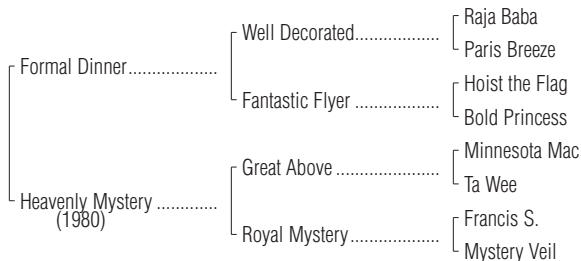 Raja Baba
Well Decorated..................
Paris Breeze
Formal Dinner...................
Hoist the Flag
Fantastic Flyer ..................
Bold Princess
Minnesota Mac
Great Above ......................
Ta Wee
Heavenly Mystery .............
(1980)
Francis S.
Royal Mystery...................
Mystery Veil